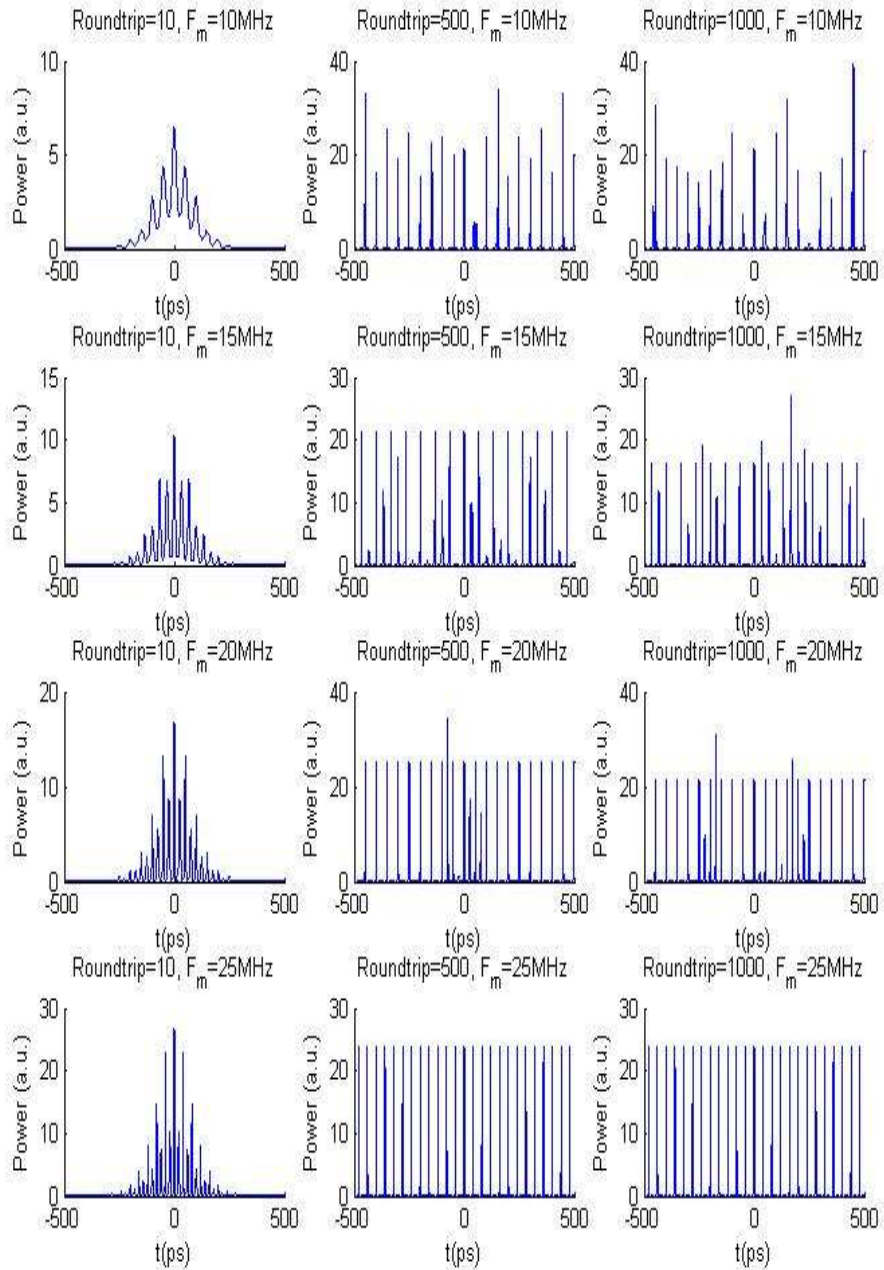 Roundtrip=10, F_m=10MHz
Power (a.u.)
10
5
0
-500 0 500
t(ps)
Roundtrip=500, F_m=10MHz
Power (a.u.)
40
20
0
-500 0 500
t(ps)
Roundtrip=1000, F_m=10MHz
Power (a.u.)
40
20
0
-500 0 500
t(ps)
Roundtrip=10, F_m=15MHz
Power (a.u.)
15
10
5
0
-500 0 500
t(ps)
Roundtrip=500, F_m=15MHz
Power (a.u.)
30
20
10
0
-500 0 500
t(ps)
Roundtrip=1000, F_m=15MHz
Power (a.u.)
30
20
10
0
-500 0 500
t(ps)
Roundtrip=10, F_m=20MHz
Power (a.u.)
20
10
0
-500 0 500
t(ps)
Roundtrip=500, F_m=20MHz
Power (a.u.)
40
20
0
-500 0 500
t(ps)
Roundtrip=1000, F_m=20MHz
Power (a.u.)
40
20
0
-500 0 500
t(ps)
Roundtrip=10, F_m=25MHz
Power (a.u.)
30
20
10
0
-500 0 500
t(ps)
Roundtrip=500, F_m=25MHz
Power (a.u.)
30
20
10
0
-500 0 500
t(ps)
Roundtrip=1000, F_m=25MHz
Power (a.u.)
30
20
10
0
-500 0 500
t(ps)